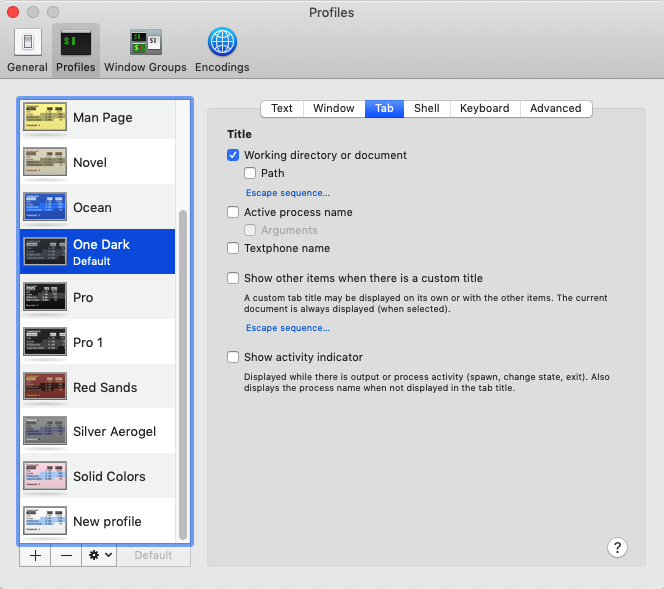 Profiles
General
Profiles
Window Groups
Encodings
Man Page
Novel
Ocean
One Dark
Default
Pro
Pro 1
Red Sands
Silver Aerogel
Solid Colors
New profile
Default
Text
Window
Tab
Shell
Keyboard
Advanced
Title
Working directory or document
Path
Escape sequence...
Active process name
Arguments
Textphone name
Show other items when there is a custom title
A custom tab title may be displayed on its own or with the other items. The current
document is always displayed (when selected).
Escape sequence...
Show activity indicator
Displayed while there is output or process activity (spawn, change state, exit). Also
displays the process name when not displayed in the tab title.
?